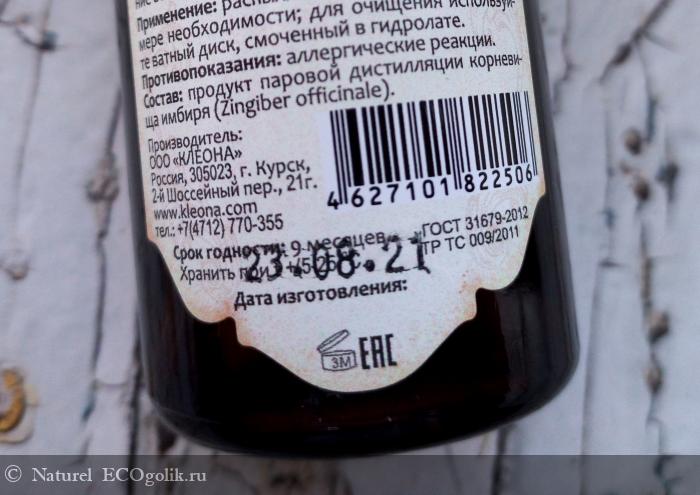 Применение:
мере необходимости; для очищения используй-
те ватный диск, смоченный в гидролате.
Противопоказания: аллергические реакции.
Состав: продукт паровой дистилляции корневи-
ща имбиря (Zingiber officinale).
Производитель:
ООО «КЛЕОНА»
Россия, 305023, г. Курск,
2-й Шоссейный пер., 21г.
www.kleona.com
тел.: +7(4712) 770-355
4 627101 822506
ГОСТ 31679-2012
ТР ТС 009/2011
Срок годности: 9 месяцев
Хранить при
23.08.21
Дата изготовления:
3М EAC
© Naturel ECOgolik.ru